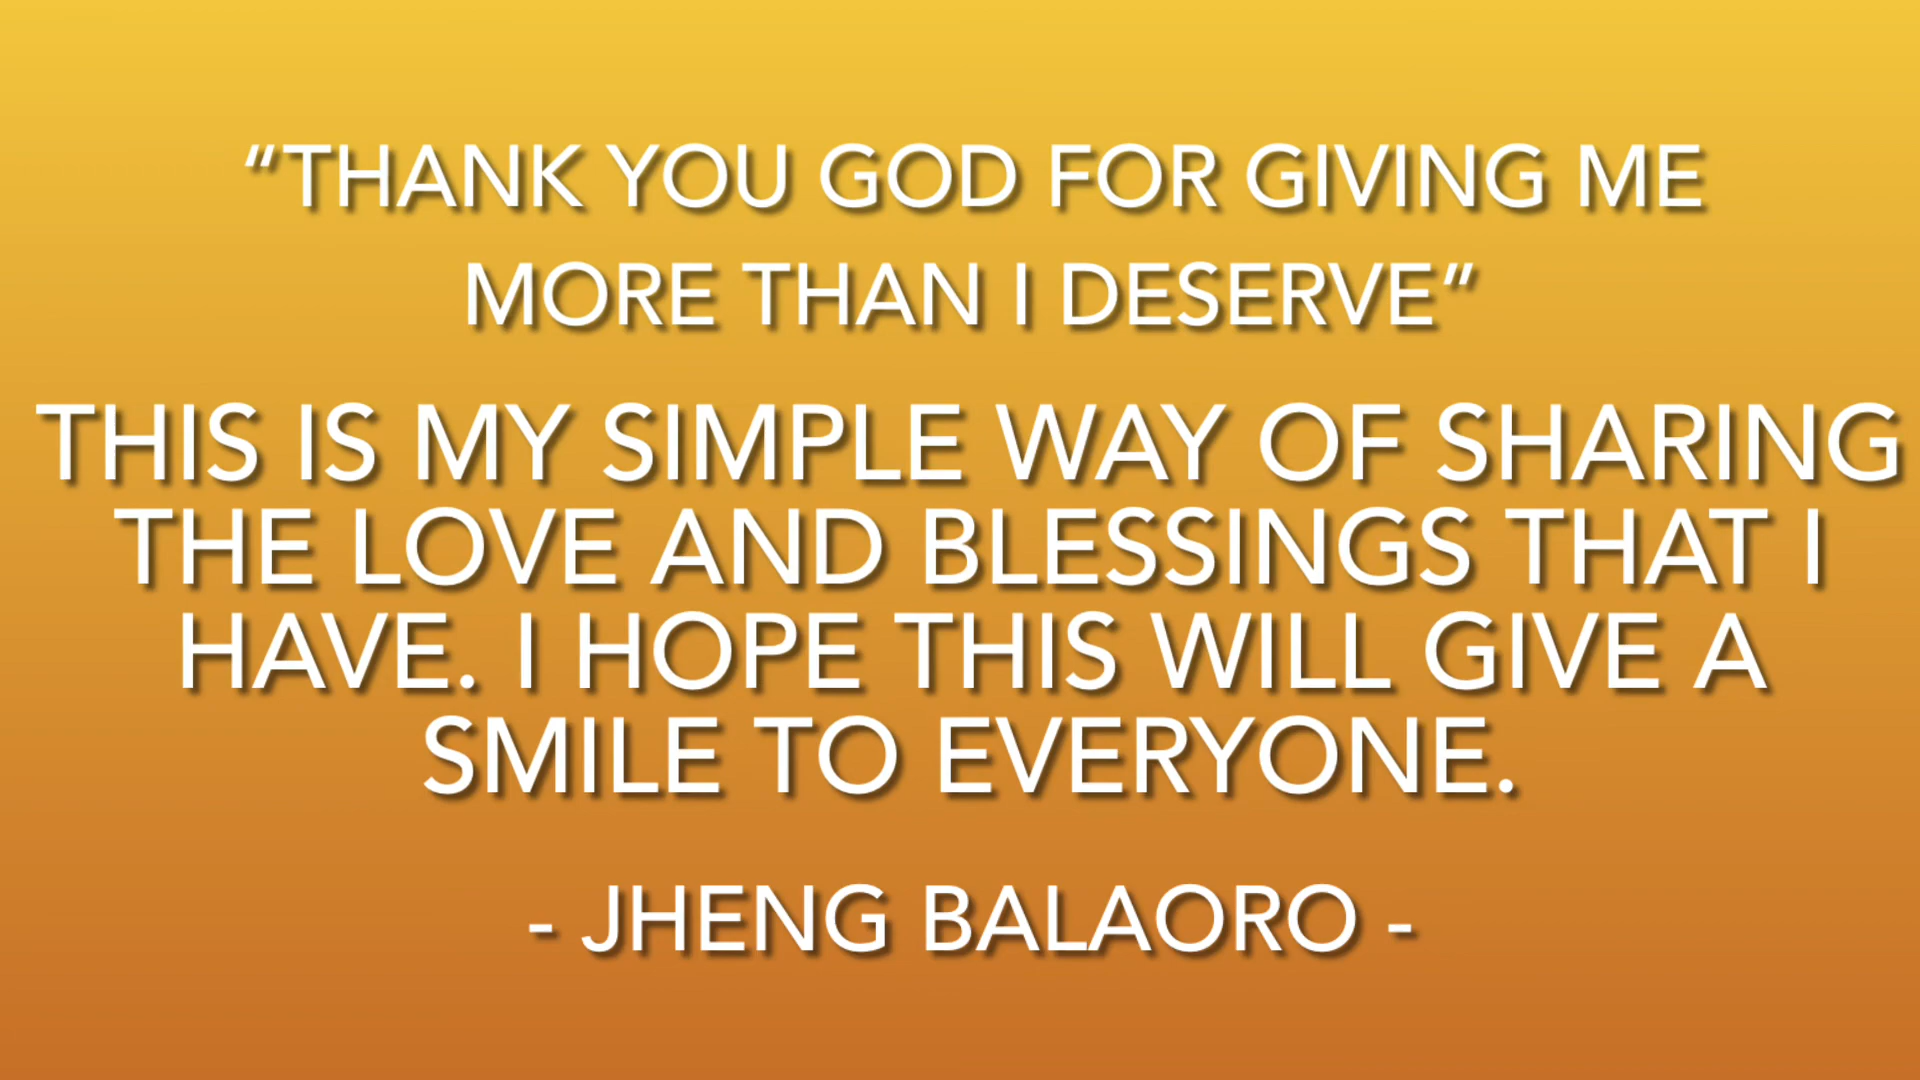 “THANK YOU GOD FOR GIVING ME
MORE THAN I DESERVE”
THIS IS MY SIMPLE WAY OF SHARING
THE LOVE AND BLESSINGS THAT I
HAVE. I HOPE THIS WILL GIVE A
SMILE TO EVERYONE.
- JHENG BALAORO -